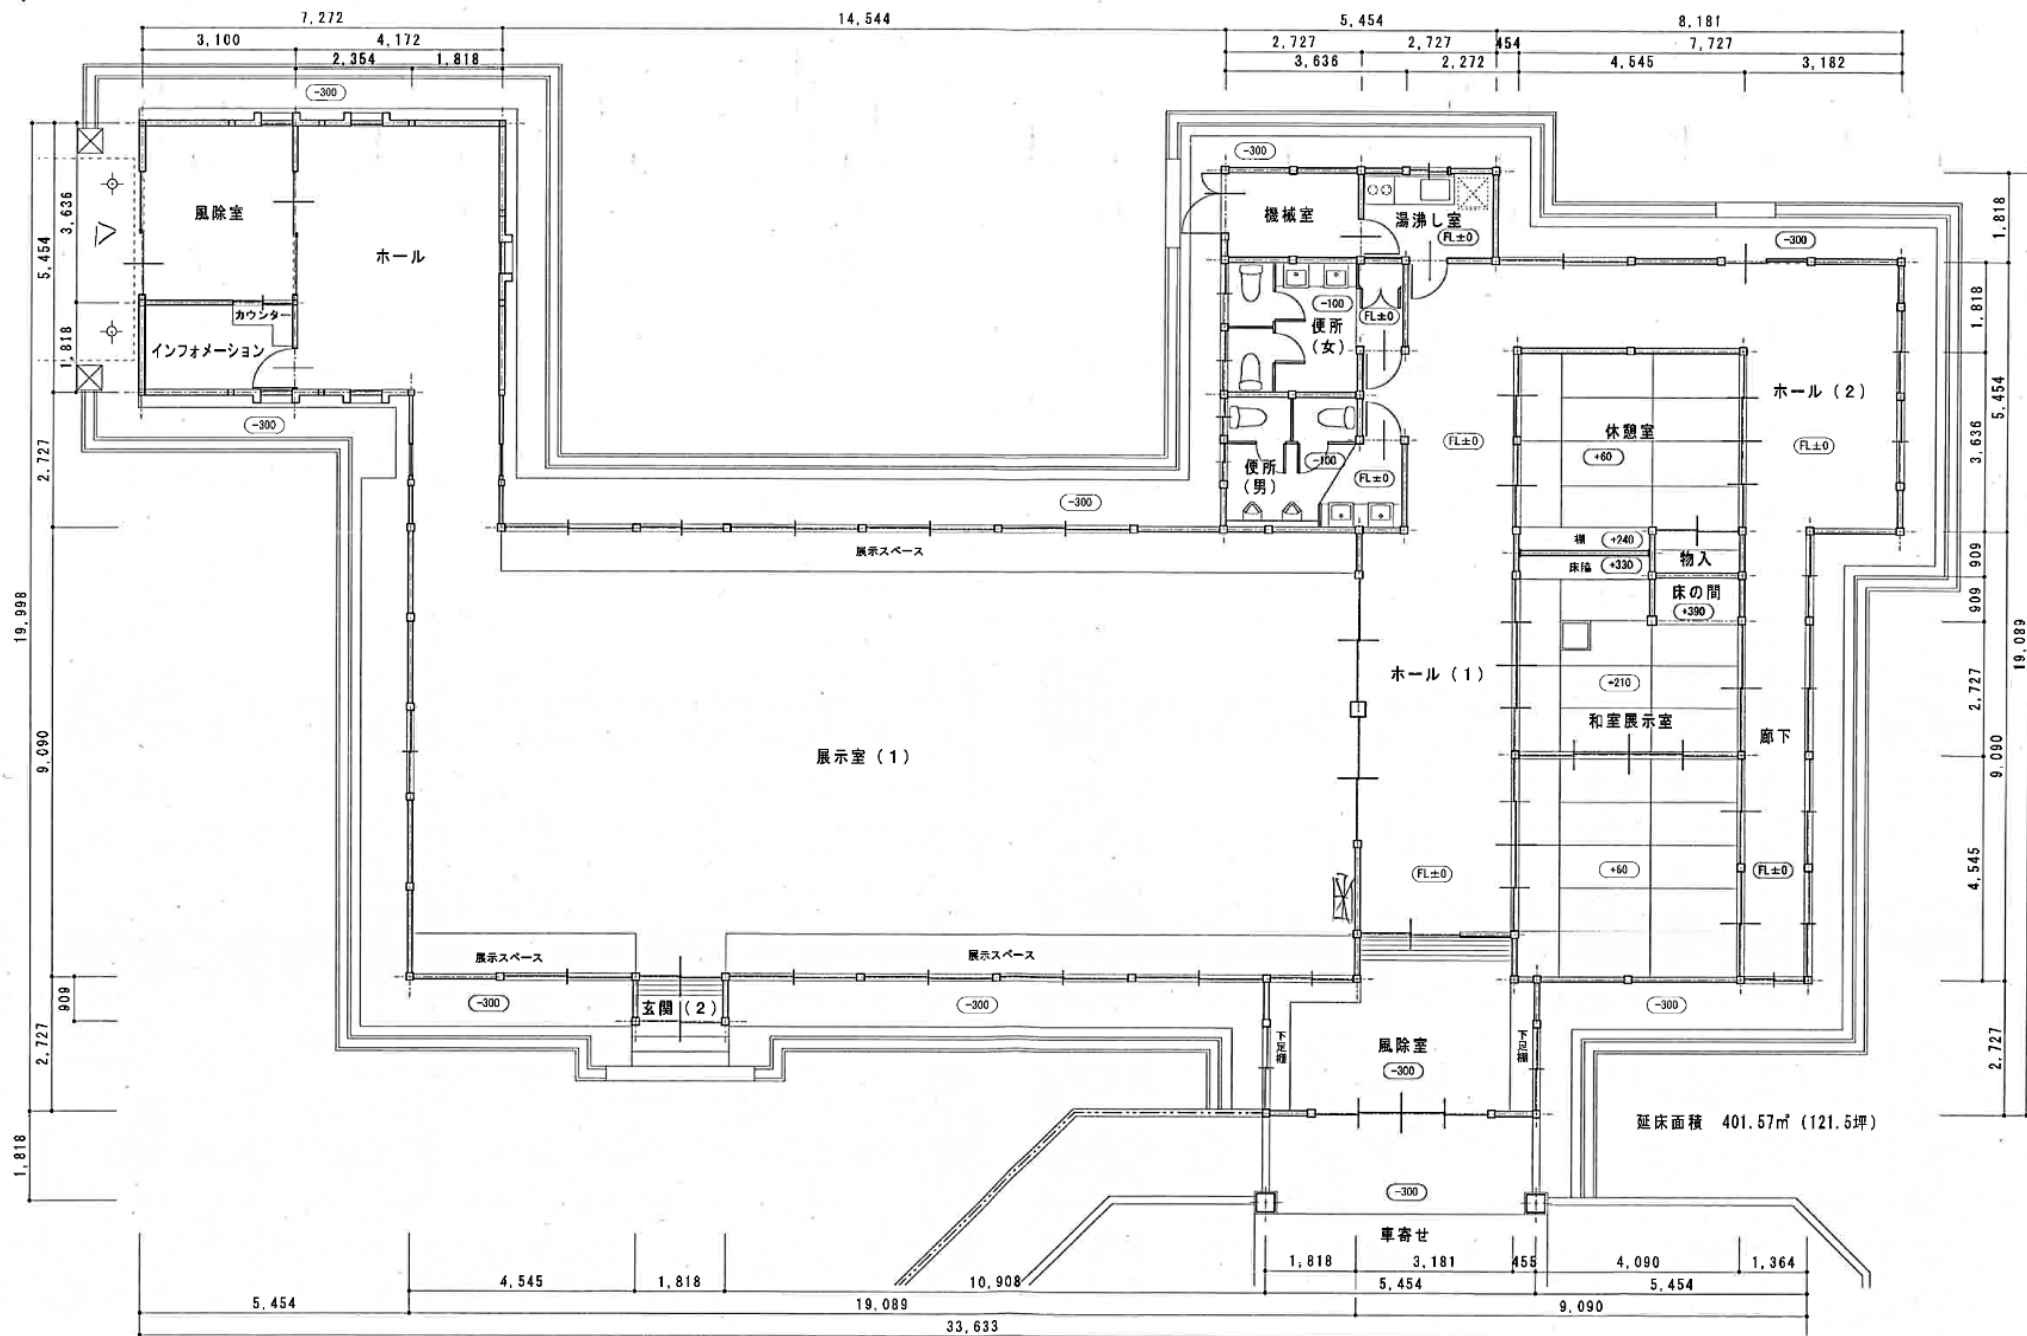 7,272 14,544 5,454 8,181
3,100 4,172 2,727 2,727 454 7,727
2,354 1,818 3,636 2,272 4,545 3,182
-300
-300
風除室
ホール
機械室
湯沸し室
FL±0
-300
カウンター
インフォメーション
-100
便所
(女)
FL±0
ホール(2)
FL±0
-300
便所
(男)
-100
FL±0
FL±0
休憩室
+60
-300
展示スペース
棚 +240
床脇 +330
物入
床の間
+390
ホール(1)
+210
和室展示室
廊下
展示室(1)
+60
FL±0
FL±0
展示スペース
展示スペース
-300
玄関(2)
-300
-300
下足棚
風除室
-300
下足棚
延床面積 401.57㎡(121.5坪)
-300
車寄せ
3,636
5,454
1,818
2.727
19,998
9,090
909
2,727
1,818
1,818
1,818
5,454
3,636
909
909
19,089
2,727
9,090
4,545
2,727
1,818 3,181 455 4,090 1,364
4,545 1,818 10,908 5,454 5,454
5,454 19,089 9,090
33,633